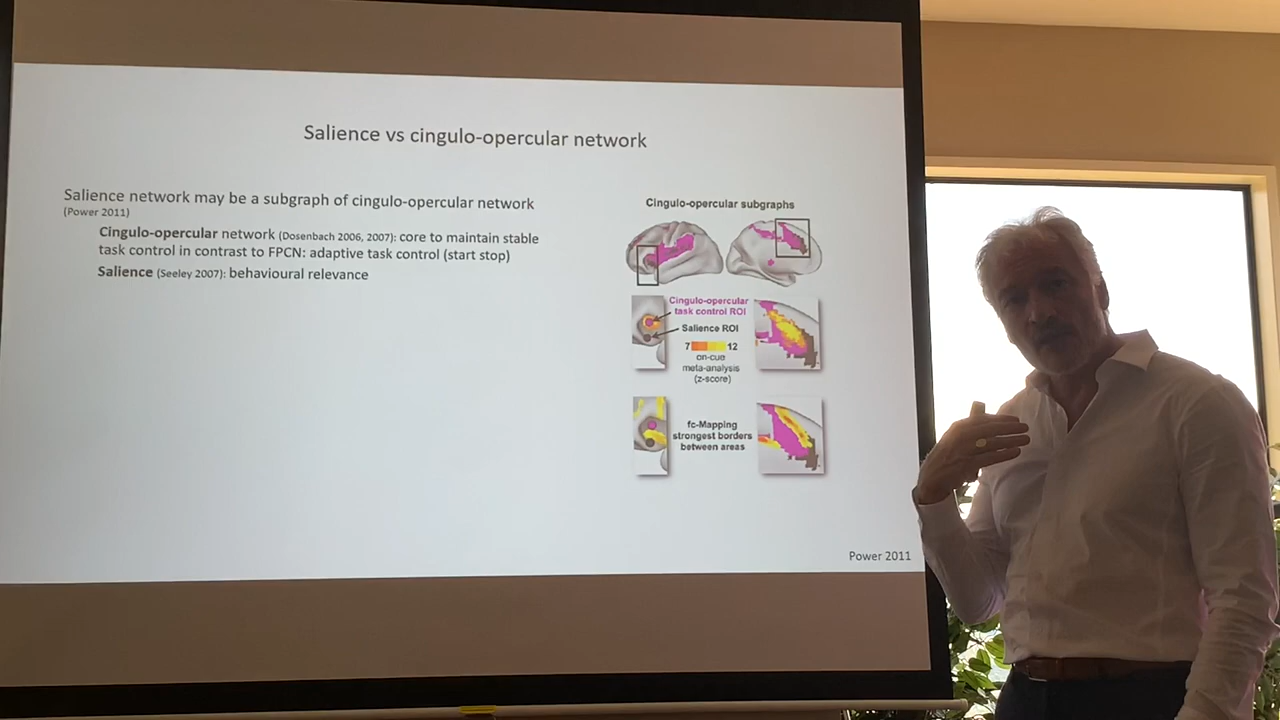 Salience vs cingulo-opercular network
Salience network may be a subgraph of cingulo-opercular network
(Power 2011)
Cingulo-opercular network (Dosenbach 2006, 2007): core to maintain stable
task control in contrast to FPCN: adaptive task control (start stop)
Salience (Seeley 2007): behavioural relevance
Cingulo-opercular subgraphs
Cingulo-opercular
task control ROI
Salience ROI
7 12
on-cue
meta-analysis
(z-score)
fc-Mapping
strongest borders
between areas
Power 2011